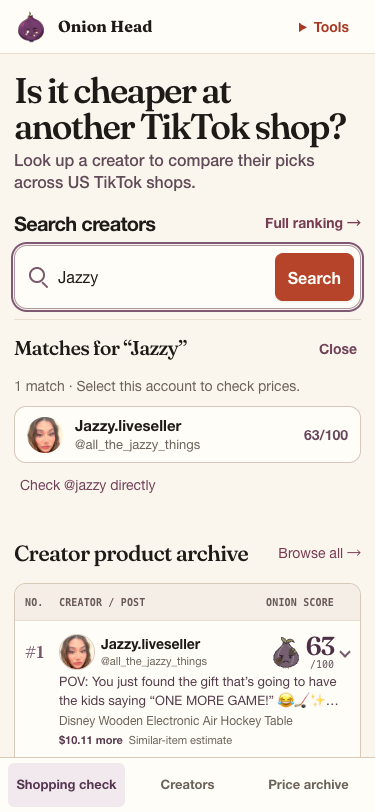 Onion Head
Tools
Is it cheaper at
another TikTok shop?
Look up a creator to compare their picks
across US TikTok shops.
Search creators
Full ranking →
Jazzy
Search
Matches for “Jazzy”
Close
1 match · Select this account to check prices.
Jazzy.liveseller
@all_the_jazzy_things
63/100
Check @jazzy directly
Creator product archive
Browse all →
NO. CREATOR / POST ONION SCORE
#1
Jazzy.liveseller
@all_the_jazzy_things
63
/100
POV: You just found the gift that’s going to have
the kids saying “ONE MORE GAME!” 😂🏒✨…
Disney Wooden Electronic Air Hockey Table
$10.11 more Similar-item estimate
Shopping check
Creators
Price archive